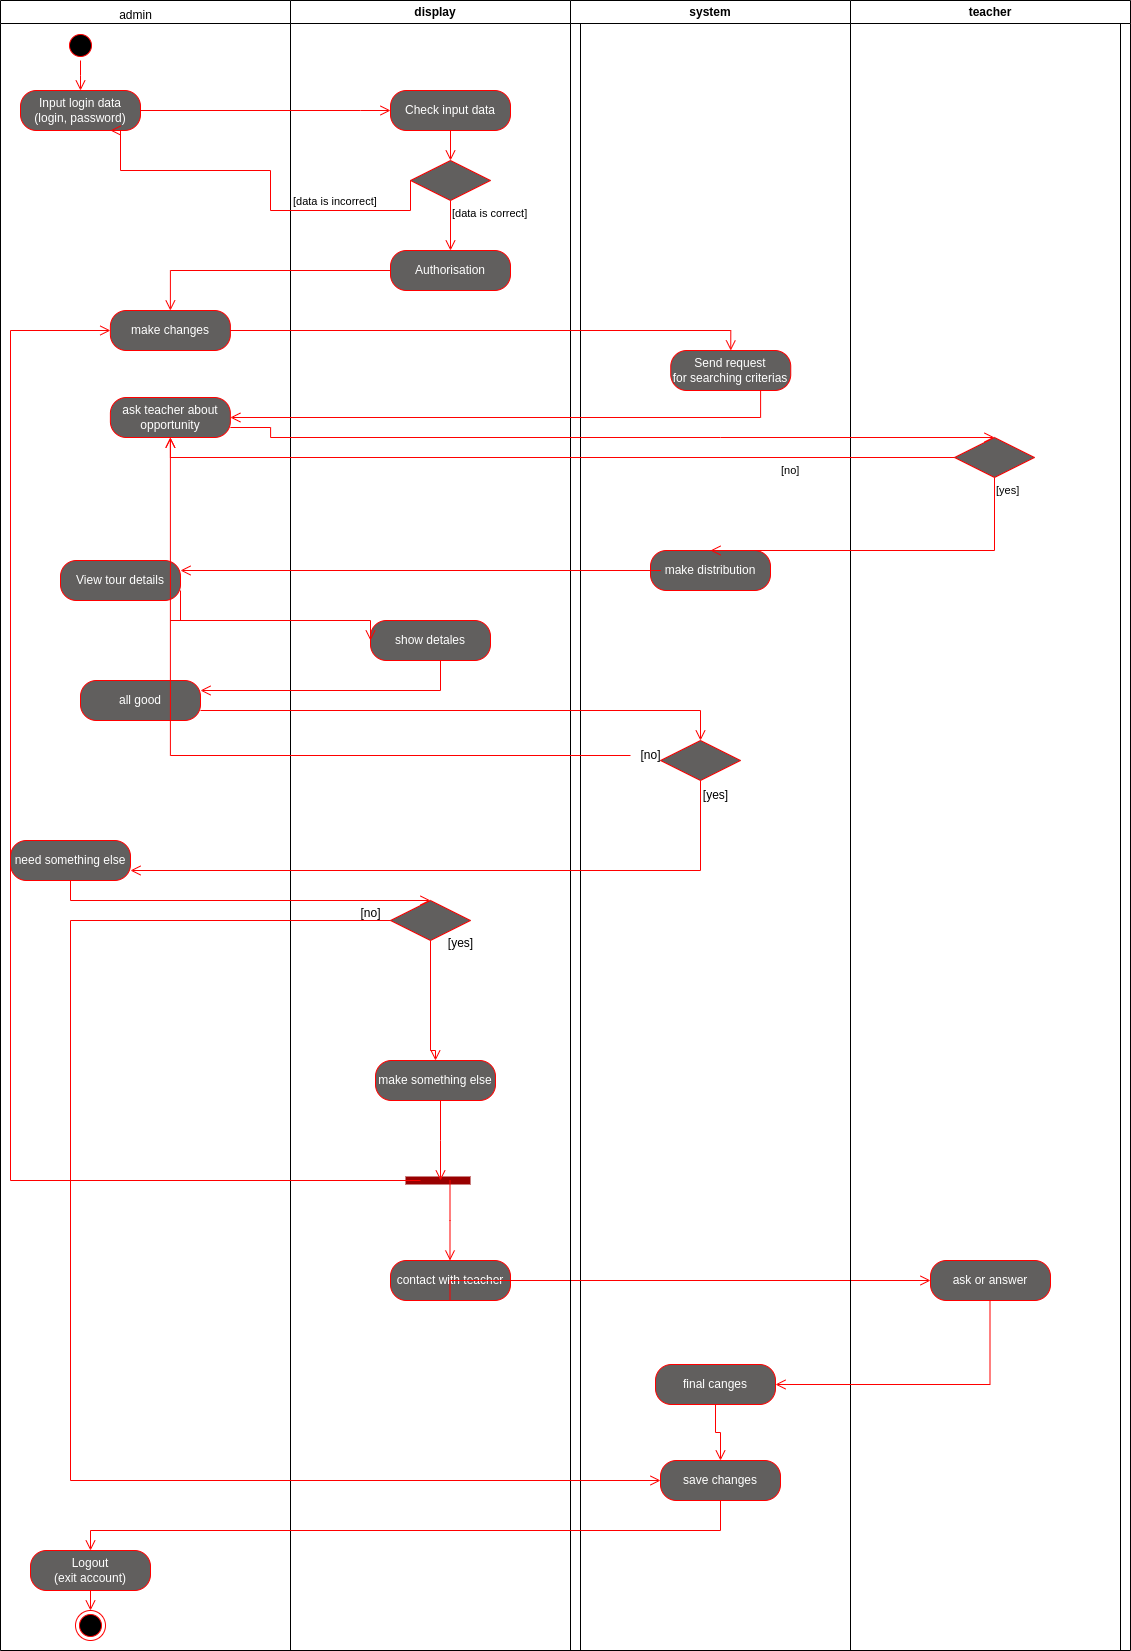 admin
display
system
teacher
Input login data
(login, password)
Check input data
[data is incorrect]
[data is correct]
Authorisation
make changes
Send request
for searching criterias
ask teacher about
opportunity
[no]
[yes]
make distribution
View tour details
show detales
all good
[no]
[yes]
need something else
[no]
[yes]
make something else
contact with teacher
ask or answer
final canges
save changes
Logout
(exit account)